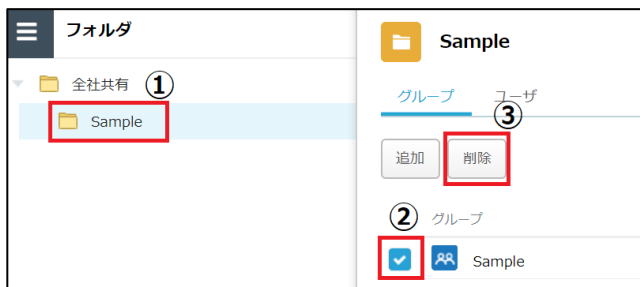 フォルダ
全社共有 ①
Sample
Sample
グループ ユーザ
③
追加 削除
② グループ
Sample